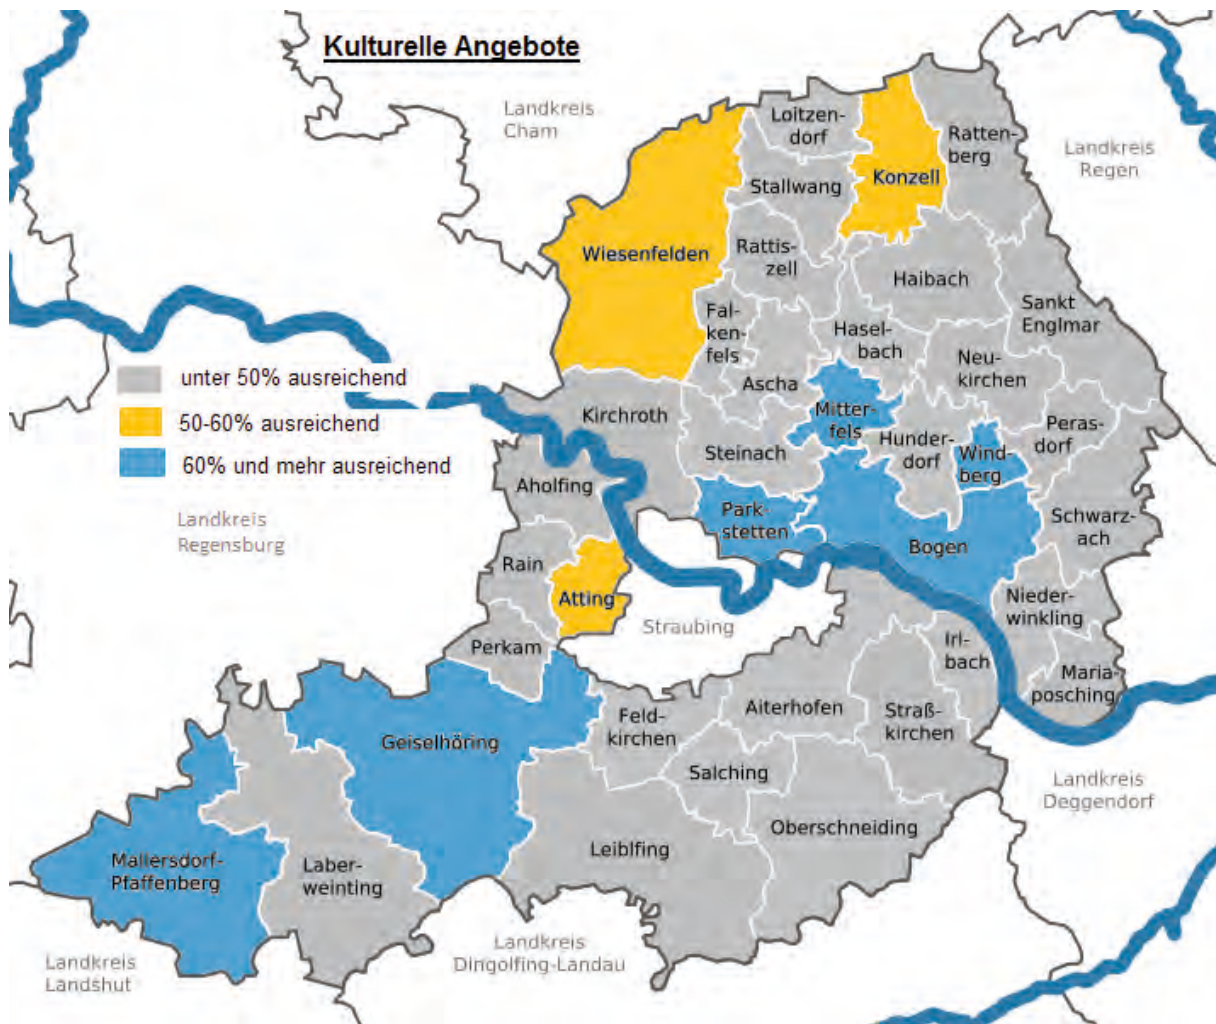 Kulturelle Angebote
Landkreis
Cham
Loitzen-
dorf
Ratten-
berg
Landkreis
Regen
Stallwang
Konzell
Wiesenfelden
Rattis-
zell
Haibach
Sankt
Englmar
Fal-
ken-
fels
Hasel-
bach
Neu-
kirchen
unter 50% ausreichend
50-60% ausreichend
60% und mehr ausreichend
Ascha
Kirchroth
Mitter-
fels
Peras-
dorf
Hunder-
dorf
Steinach
Wind-
berg
Aholfing
Landkreis
Regensburg
Park-
stetten
Schwarz-
ach
Bogen
Rain
Atting
Nieder-
winkling
Straubing
Perkam
Irl-
bach
Maria-
posching
Aiterhofen
Feld-
kirchen
Straß-
kirchen
Geiselhöring
Salching
Landkreis
Deggendorf
Oberschneiding
Leiblfing
Mallersdorf-
Pfaffenberg
Laber-
weinting
Landkreis
Dingolfing-Landau
Landkreis
Landshut